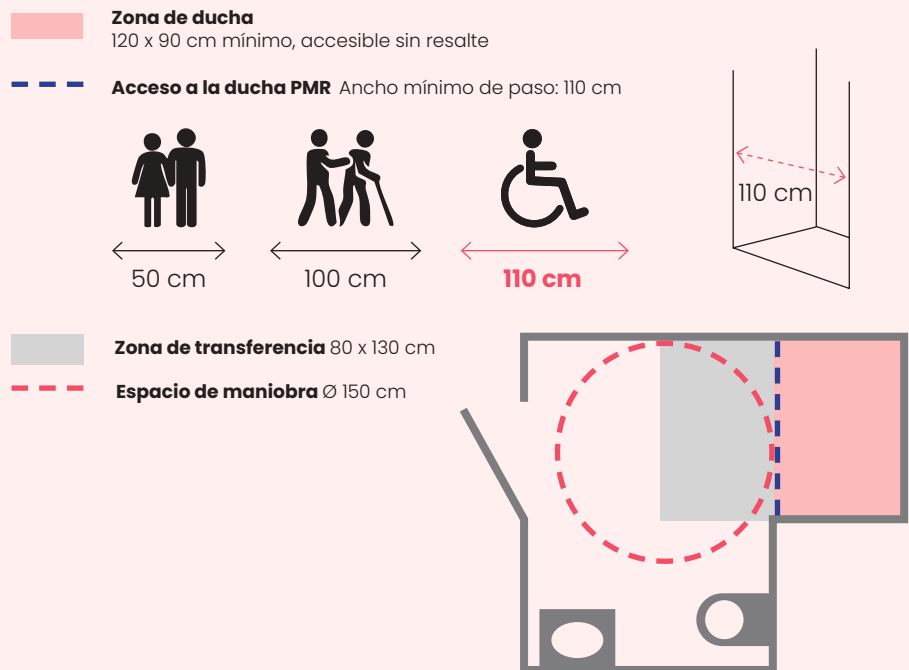 Zona de ducha
120 x 90 cm mínimo, accesible sin resalte
Acceso a la ducha PMR Ancho mínimo de paso: 110 cm
110 cm
50 cm
100 cm
110 cm
Zona de transferencia 80 x 130 cm
Espacio de maniobra Ø 150 cm